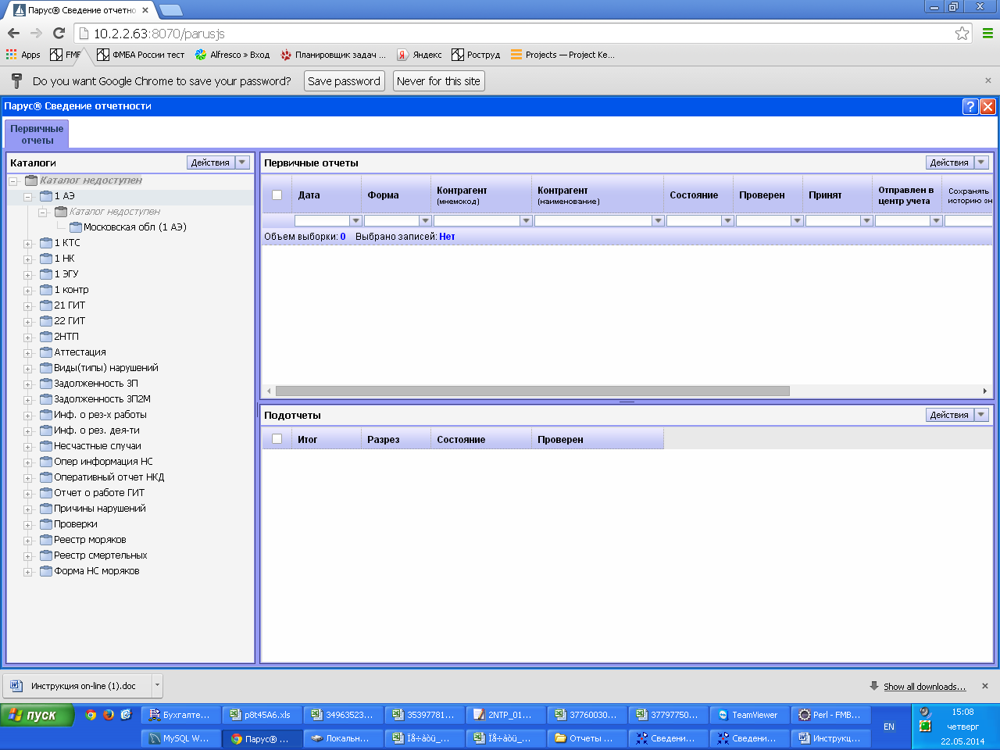 Парус® Сведение отчетно
10.2.2.63:8070/parusjs
Apps
FMB
ФМБА России тест
Alfresco » Вход
Планировщик задач ...
Яндекс
Роструд
Projects — Project Ke...
Do you want Google Chrome to save your password?
Save password
Never for this site
Парус® Сведение отчетности
Первичные
отчеты
Каталоги
Действия
Каталог недоступен
1 АЭ
Каталог недоступен
Московская обл (1 АЭ)
1 КТС
1 НК
1 ЭГУ
1 контр
21 ГИТ
22 ГИТ
2НТП
Аттестация
Виды(типы) нарушений
Задолженность ЗП
Задолженность ЗП2М
Инф. о рез-х работы
Инф. о рез. дея-ти
Несчастные случаи
Опер информация НС
Оперативный отчет НКД
Отчет о работе ГИТ
Причины нарушений
Проверки
Реестр моряков
Реестр смертельных
Форма НС моряков
Первичные отчеты
Действия
Дата
Форма
Контрагент
(мнемокод)
Контрагент
(наименование)
Состояние
Проверен
Принят
Отправлен в
центр учета
Сохранять
историю зн
Объем выборки: 0 Выбрано записей: Нет
Подотчеты
Действия
Итог
Разрез
Состояние
Проверен
Инструкция on-line (1).doc
Show all downloads...
пуск
Бухгалте...
p8t45A6.xls
34963523...
35397781...
2NTP_01...
37760030...
37797750...
TeamViewer
Perl - FMB...
MySQL W...
Парус® ...
Локальн...
Ïå÷àòü_...
Ïå÷àòü_...
Отчеты ...
Сведени...
Сведени...
Инструкц...
EN
15:08
четверг
22.05.2014